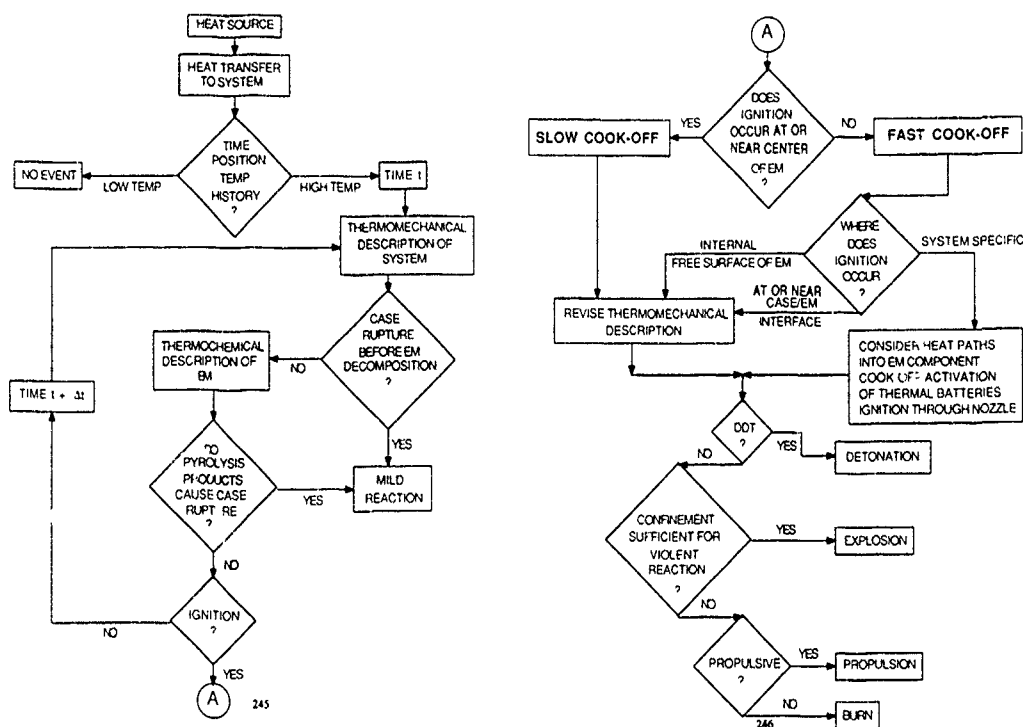 HEAT SOURCE
HEAT TRANSFER
TO SYSTEM
TIME
POSITION
TEMP
HISTORY
?
NO EVENT
LOW TEMP
HIGH TEMP
TIME t
THERMOMECHANICAL
DESCRIPTION OF
SYSTEM
CASE
RUPTURE
BEFORE EM
DECOMPOSITION
?
NO
YES
THERMOCHEMICAL
DESCRIPTION OF
EM
TIME t + Δt
DO
PYROLYSIS
PRODUCTS
CAUSE CASE
RUPTURE
?
YES
MILD
REACTION
NO
IGNITION
?
NO
YES
A
245
A
DOES
IGNITION
OCCUR AT OR
NEAR CENTER
OF EM
?
YES
NO
SLOW COOK-OFF
FAST COOK-OFF
WHERE
DOES
IGNITION
OCCUR
?
INTERNAL
FREE SURFACE OF EM
SYSTEM SPECIFIC
AT OR NEAR
CASE/EM
INTERFACE
REVISE THERMOMECHANICAL
DESCRIPTION
CONSIDER HEAT PATHS
INTO EM COMPONENT
COOK OFF ACTIVATION
OF THERMAL BATTERIES
IGNITION THROUGH NOZZLE
DDT
?
NO
YES
DETONATION
CONFINEMENT
SUFFICIENT FOR
VIOLENT
REACTION
?
YES
EXPLOSION
NO
PROPULSIVE
?
YES
PROPULSION
NO
BURN
246